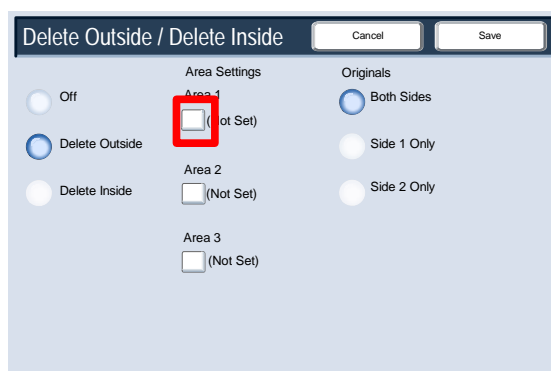 Delete Outside / Delete Inside
Cancel
Save
Off
Delete Outside
Delete Inside
Area Settings
Area 1
(Not Set)
Area 2
(Not Set)
Area 3
(Not Set)
Originals
Both Sides
Side 1 Only
Side 2 Only